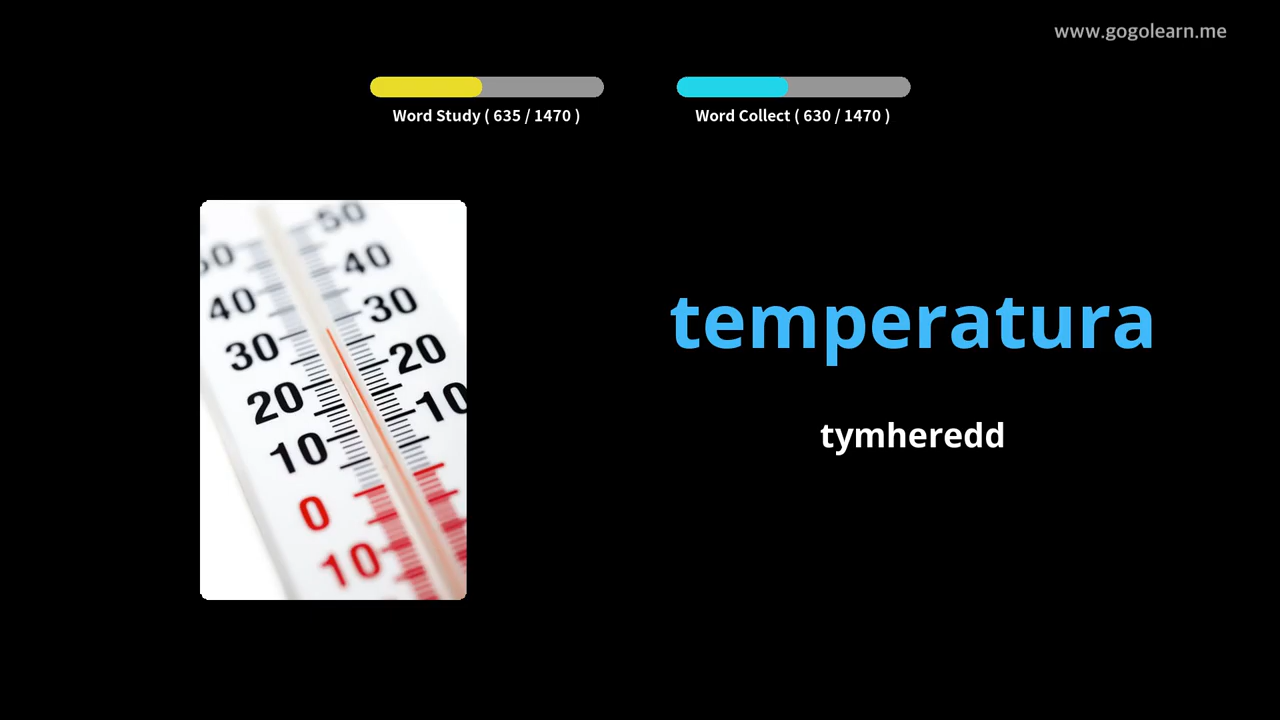 www.gogolearn.me
Word Study ( 635 / 1470 )
Word Collect ( 630 / 1470 )
temperatura
tymheredd
50
40
30
20
10
40
30
20
10
0
10